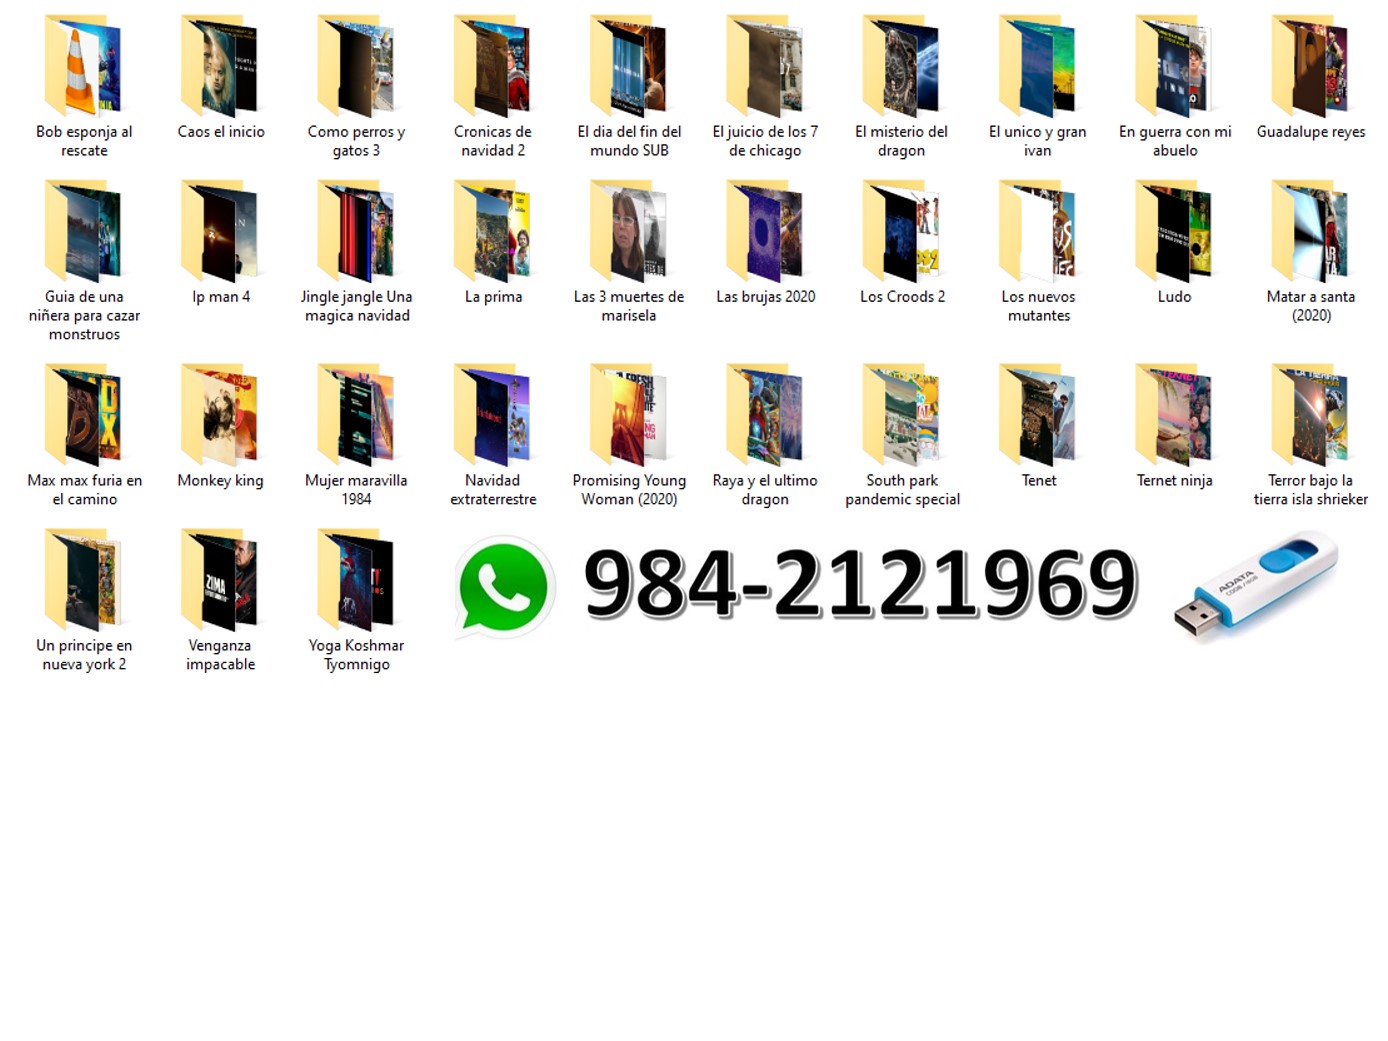 Bob esponja al
rescate
Caos el inicio
Como perros y
gatos 3
Cronicas de
navidad 2
El dia del fin del
mundo SUB
El juicio de los 7
de chicago
El misterio del
dragon
El unico y gran
ivan
En guerra con mi
abuelo
Guadalupe reyes
Guia de una
niñera para cazar
monstruos
Ip man 4
Jingle jangle Una
magica navidad
La prima
Las 3 muertes de
marisela
Las brujas 2020
Los Croods 2
Los nuevos
mutantes
Ludo
Matar a santa
(2020)
Max max furia en
el camino
Monkey king
Mujer maravilla
1984
Navidad
extraterrestre
Promising Young
Woman (2020)
Raya y el ultimo
dragon
South park
pandemic special
Tenet
Ternet ninja
Terror bajo la
tierra isla shrieker
Un principe en
nueva york 2
Venganza
impacable
Yoga Koshmar
Tyomnigo
984-2121969
ADATA